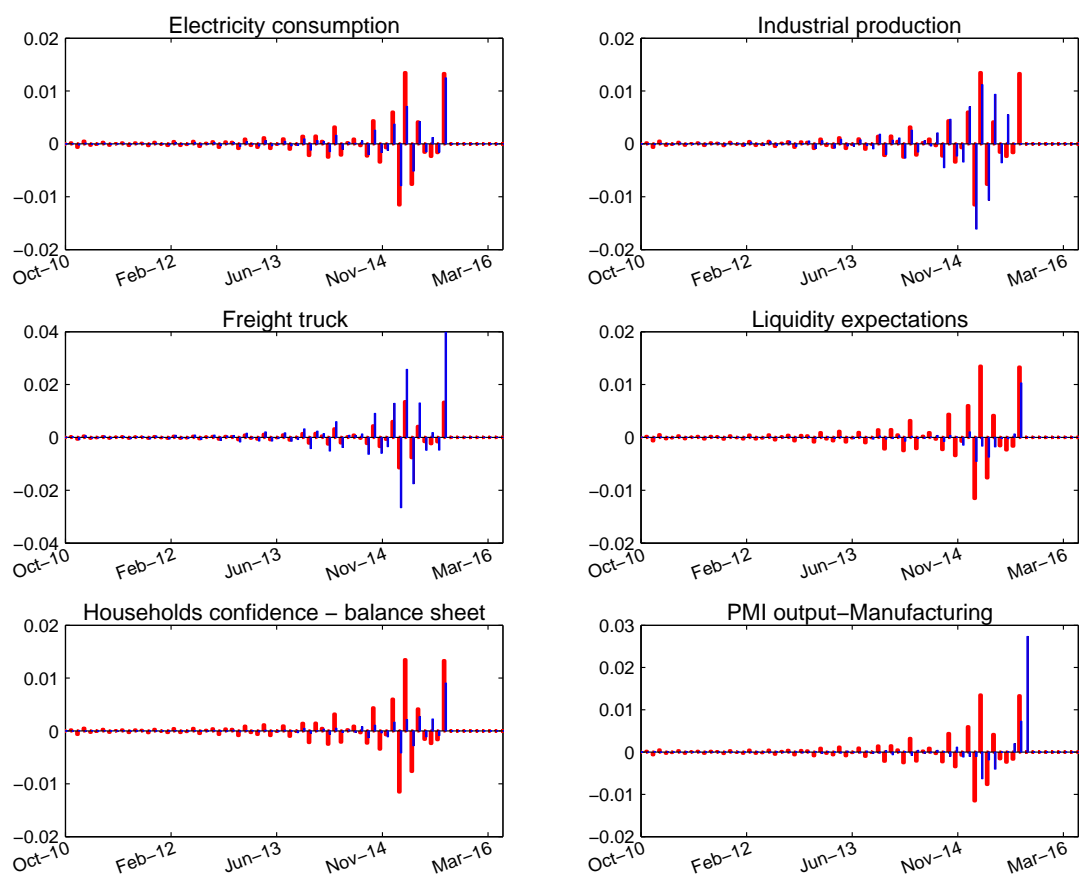 Electricity consumption
0.02
0.01
0
−0.01
−0.02
Oct−10 Feb−12 Jun−13 Nov−14 Mar−16
Industrial production
0.02
0.01
0
−0.01
−0.02
Oct−10 Feb−12 Jun−13 Nov−14 Mar−16
Freight truck
0.04
0.02
0
−0.02
−0.04
Oct−10 Feb−12 Jun−13 Nov−14 Mar−16
Liquidity expectations
0.02
0.01
0
−0.01
−0.02
Oct−10 Feb−12 Jun−13 Nov−14 Mar−16
Households confidence − balance sheet
0.02
0.01
0
−0.01
−0.02
Oct−10 Feb−12 Jun−13 Nov−14 Mar−16
PMI output−Manufacturing
0.03
0.02
0.01
0
−0.01
−0.02
Oct−10 Feb−12 Jun−13 Nov−14 Mar−16